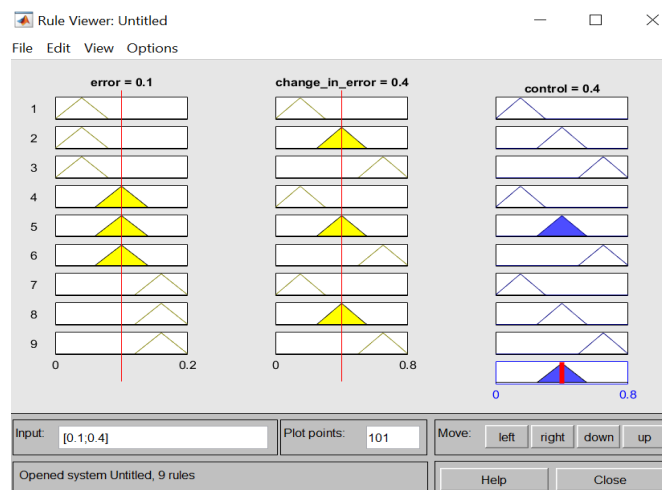 Rule Viewer: Untitled
File Edit View Options
error = 0.1 change_in_error = 0.4 control = 0.4
1
2
3
4
5
6
7
8
9
0 0.2 0 0.8
0 0.8
Input: [0.1;0.4] Plot points: 101 Move: left right down up
Opened system Untitled, 9 rules Help Close